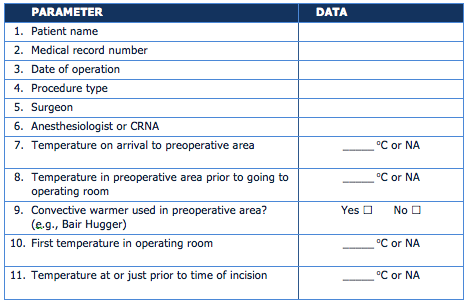 PARAMETER DATA
1. Patient name
2. Medical record number
3. Date of operation
4. Procedure type
5. Surgeon
6. Anesthesiologist or CRNA
7. Temperature on arrival to preoperative area _____ °C or NA
8. Temperature in preoperative area prior to going to _____ °C or NA
operating room
9. Convective warmer used in preoperative area? Yes ☐ No ☐
(e.g., Bair Hugger)
10. First temperature in operating room _____ °C or NA
11. Temperature at or just prior to time of incision _____ °C or NA